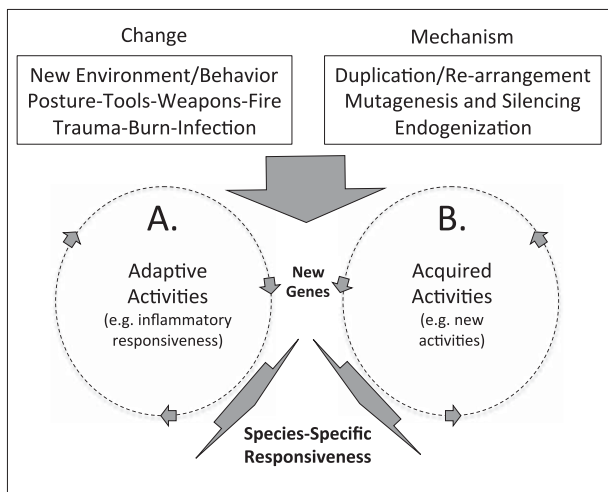 Change
New Environment/Behavior
Posture-Tools-Weapons-Fire
Trauma-Burn-Infection
Mechanism
Duplication/Re-arrangement
Mutagenesis and Silencing
Endogenization
A.
Adaptive
Activities
(e.g. inflammatory
responsiveness)
New
Genes
B.
Acquired
Activities
(e.g. new
activities)
Species-Specific
Responsiveness